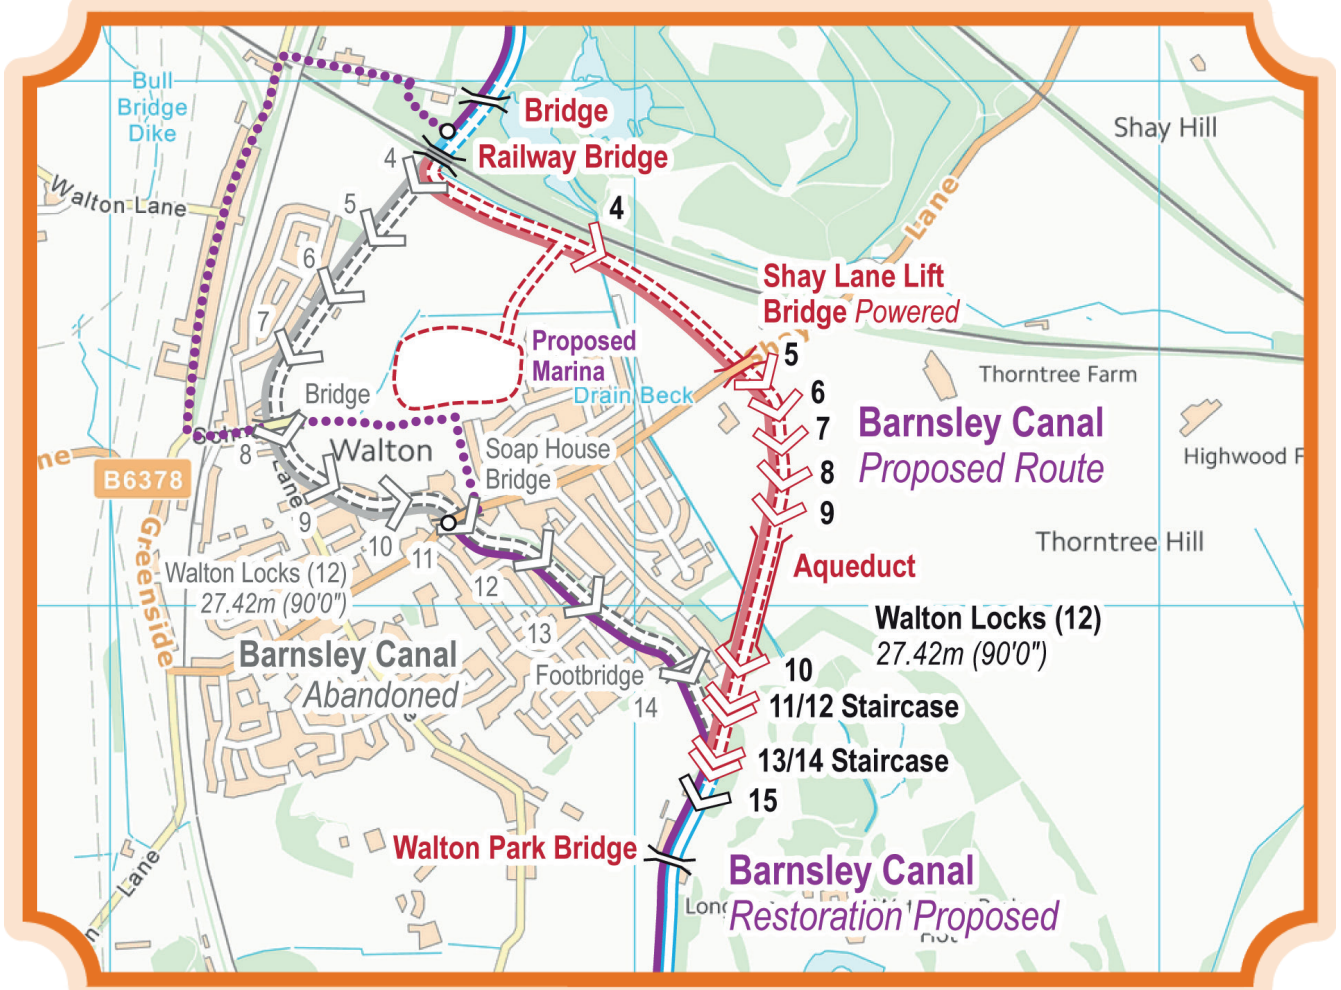 Bull
Bridge
Dike
Bridge
Railway Bridge
Shay Hill
4
Walton Lane
5
4
Lane
6
Shay Lane Lift
Bridge Powered
7
Proposed
Marina
Shay
5
Thorntree Farm
Bridge
Drain Beck
6
Barnsley Canal
Proposed Route
7
Walton
Soap House
Bridge
8
8
Highwood F
ne
B6378
Lane
9
9
10
11
Thorntree Hill
Greenside
Aqueduct
Walton Locks (12)
27.42m (90'0")
12
Walton Locks (12)
27.42m (90'0")
13
Barnsley Canal
Abandoned
Footbridge
14
10
11/12 Staircase
13/14 Staircase
15
Walton Park Bridge
Lane
n
Barnsley Canal
Restoration Proposed